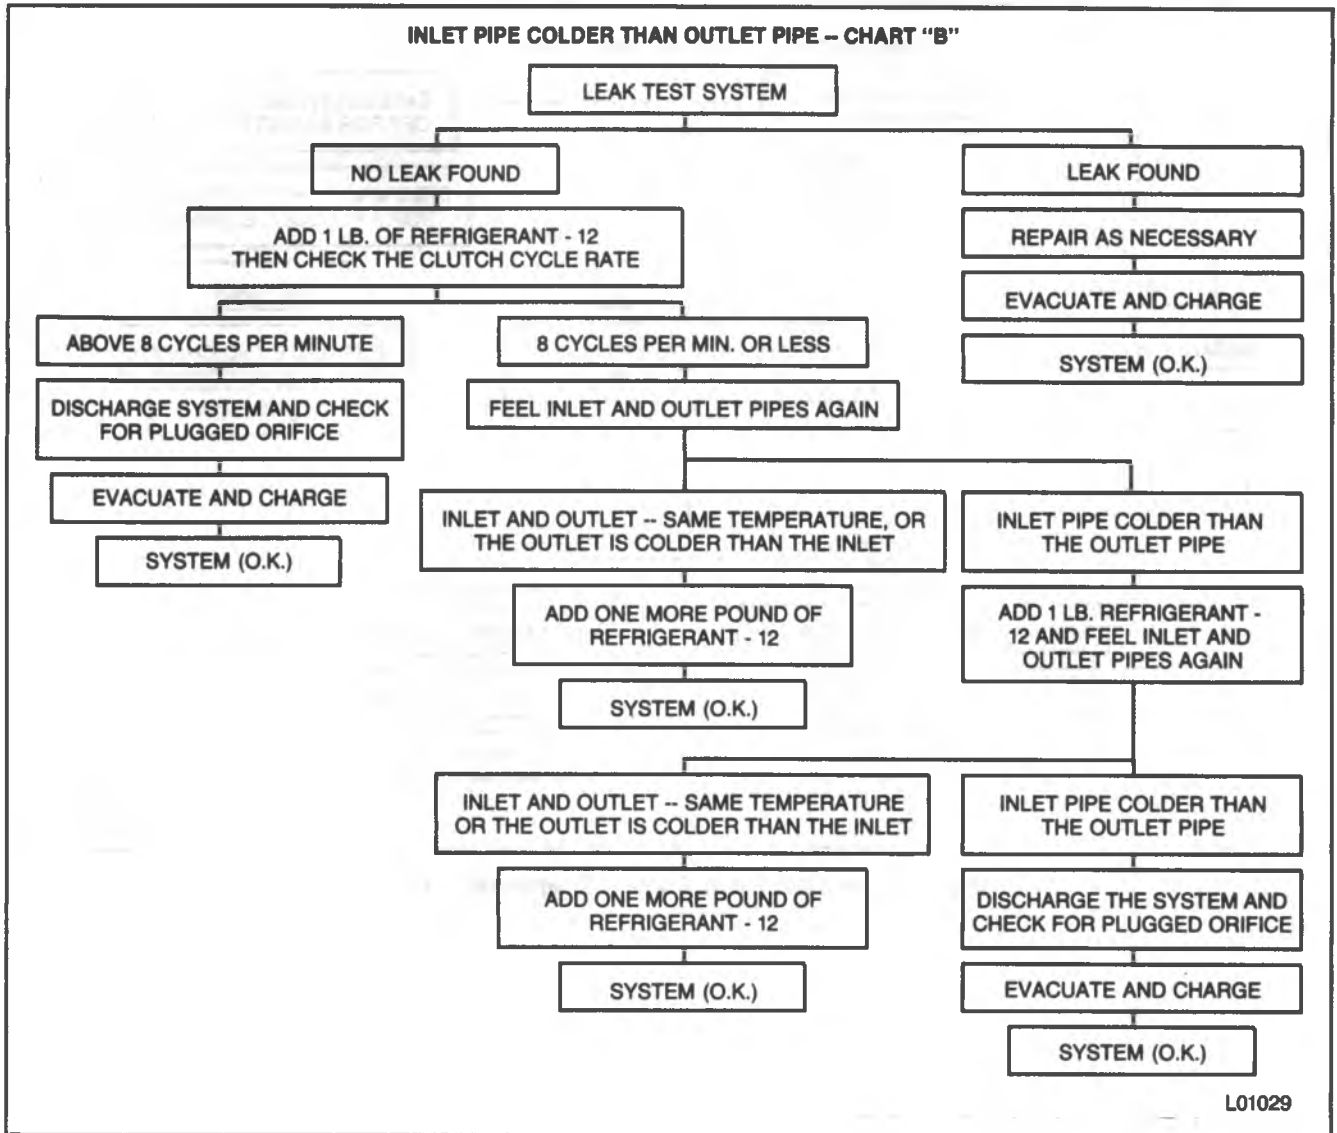 INLET PIPE COLDER THAN OUTLET PIPE – CHART "B"
LEAK TEST SYSTEM
NO LEAK FOUND
LEAK FOUND
ADD 1 LB. OF REFRIGERANT - 12
THEN CHECK THE CLUTCH CYCLE RATE
REPAIR AS NECESSARY
EVACUATE AND CHARGE
SYSTEM (O.K.)
ABOVE 8 CYCLES PER MINUTE
8 CYCLES PER MIN. OR LESS
DISCHARGE SYSTEM AND CHECK
FOR PLUGGED ORIFICE
FEEL INLET AND OUTLET PIPES AGAIN
EVACUATE AND CHARGE
SYSTEM (O.K.)
INLET AND OUTLET -- SAME TEMPERATURE, OR
THE OUTLET IS COLDER THAN THE INLET
INLET PIPE COLDER THAN
THE OUTLET PIPE
ADD ONE MORE POUND OF
REFRIGERANT - 12
ADD 1 LB. REFRIGERANT -
12 AND FEEL INLET AND
OUTLET PIPES AGAIN
SYSTEM (O.K.)
INLET AND OUTLET -- SAME TEMPERATURE
OR THE OUTLET IS COLDER THAN THE INLET
INLET PIPE COLDER THAN
THE OUTLET PIPE
ADD ONE MORE POUND OF
REFRIGERANT - 12
DISCHARGE THE SYSTEM AND
CHECK FOR PLUGGED ORIFICE
SYSTEM (O.K.)
EVACUATE AND CHARGE
SYSTEM (O.K.)
L01029